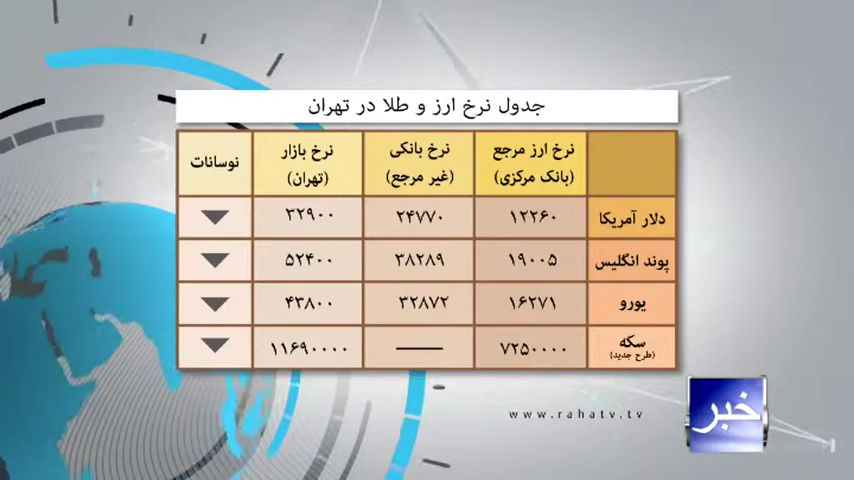 جدول نرخ ارز و طلا در تهران
نرخ ارز مرجع (بانک مرکزی) نرخ بانکی (غیر مرجع) نرخ بازار (تهران) نوسانات
دلار آمریکا ۱۲۲۶۰ ۲۴۷۷۰ ۳۲۹۰۰
پوند انگلیس ۱۹۰۰۵ ۳۸۲۸۹ ۵۲۴۰۰
یورو ۱۶۲۷۱ ۳۲۸۷۲ ۴۳۸۰۰
سکه (طرح جدید) ۷۲۵۰۰۰۰ —— ۱۱۶۹۰۰۰۰
www.rahatv.tv
خبر